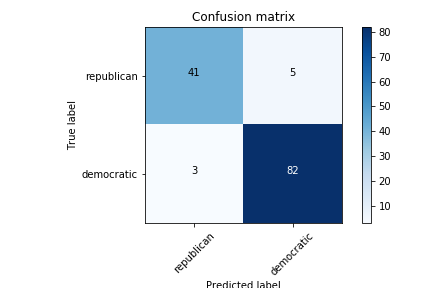 Confusion matrix
True label
republican
41
5
democratic
3
82
republican
democratic
Predicted label
80
70
60
50
40
30
20
10